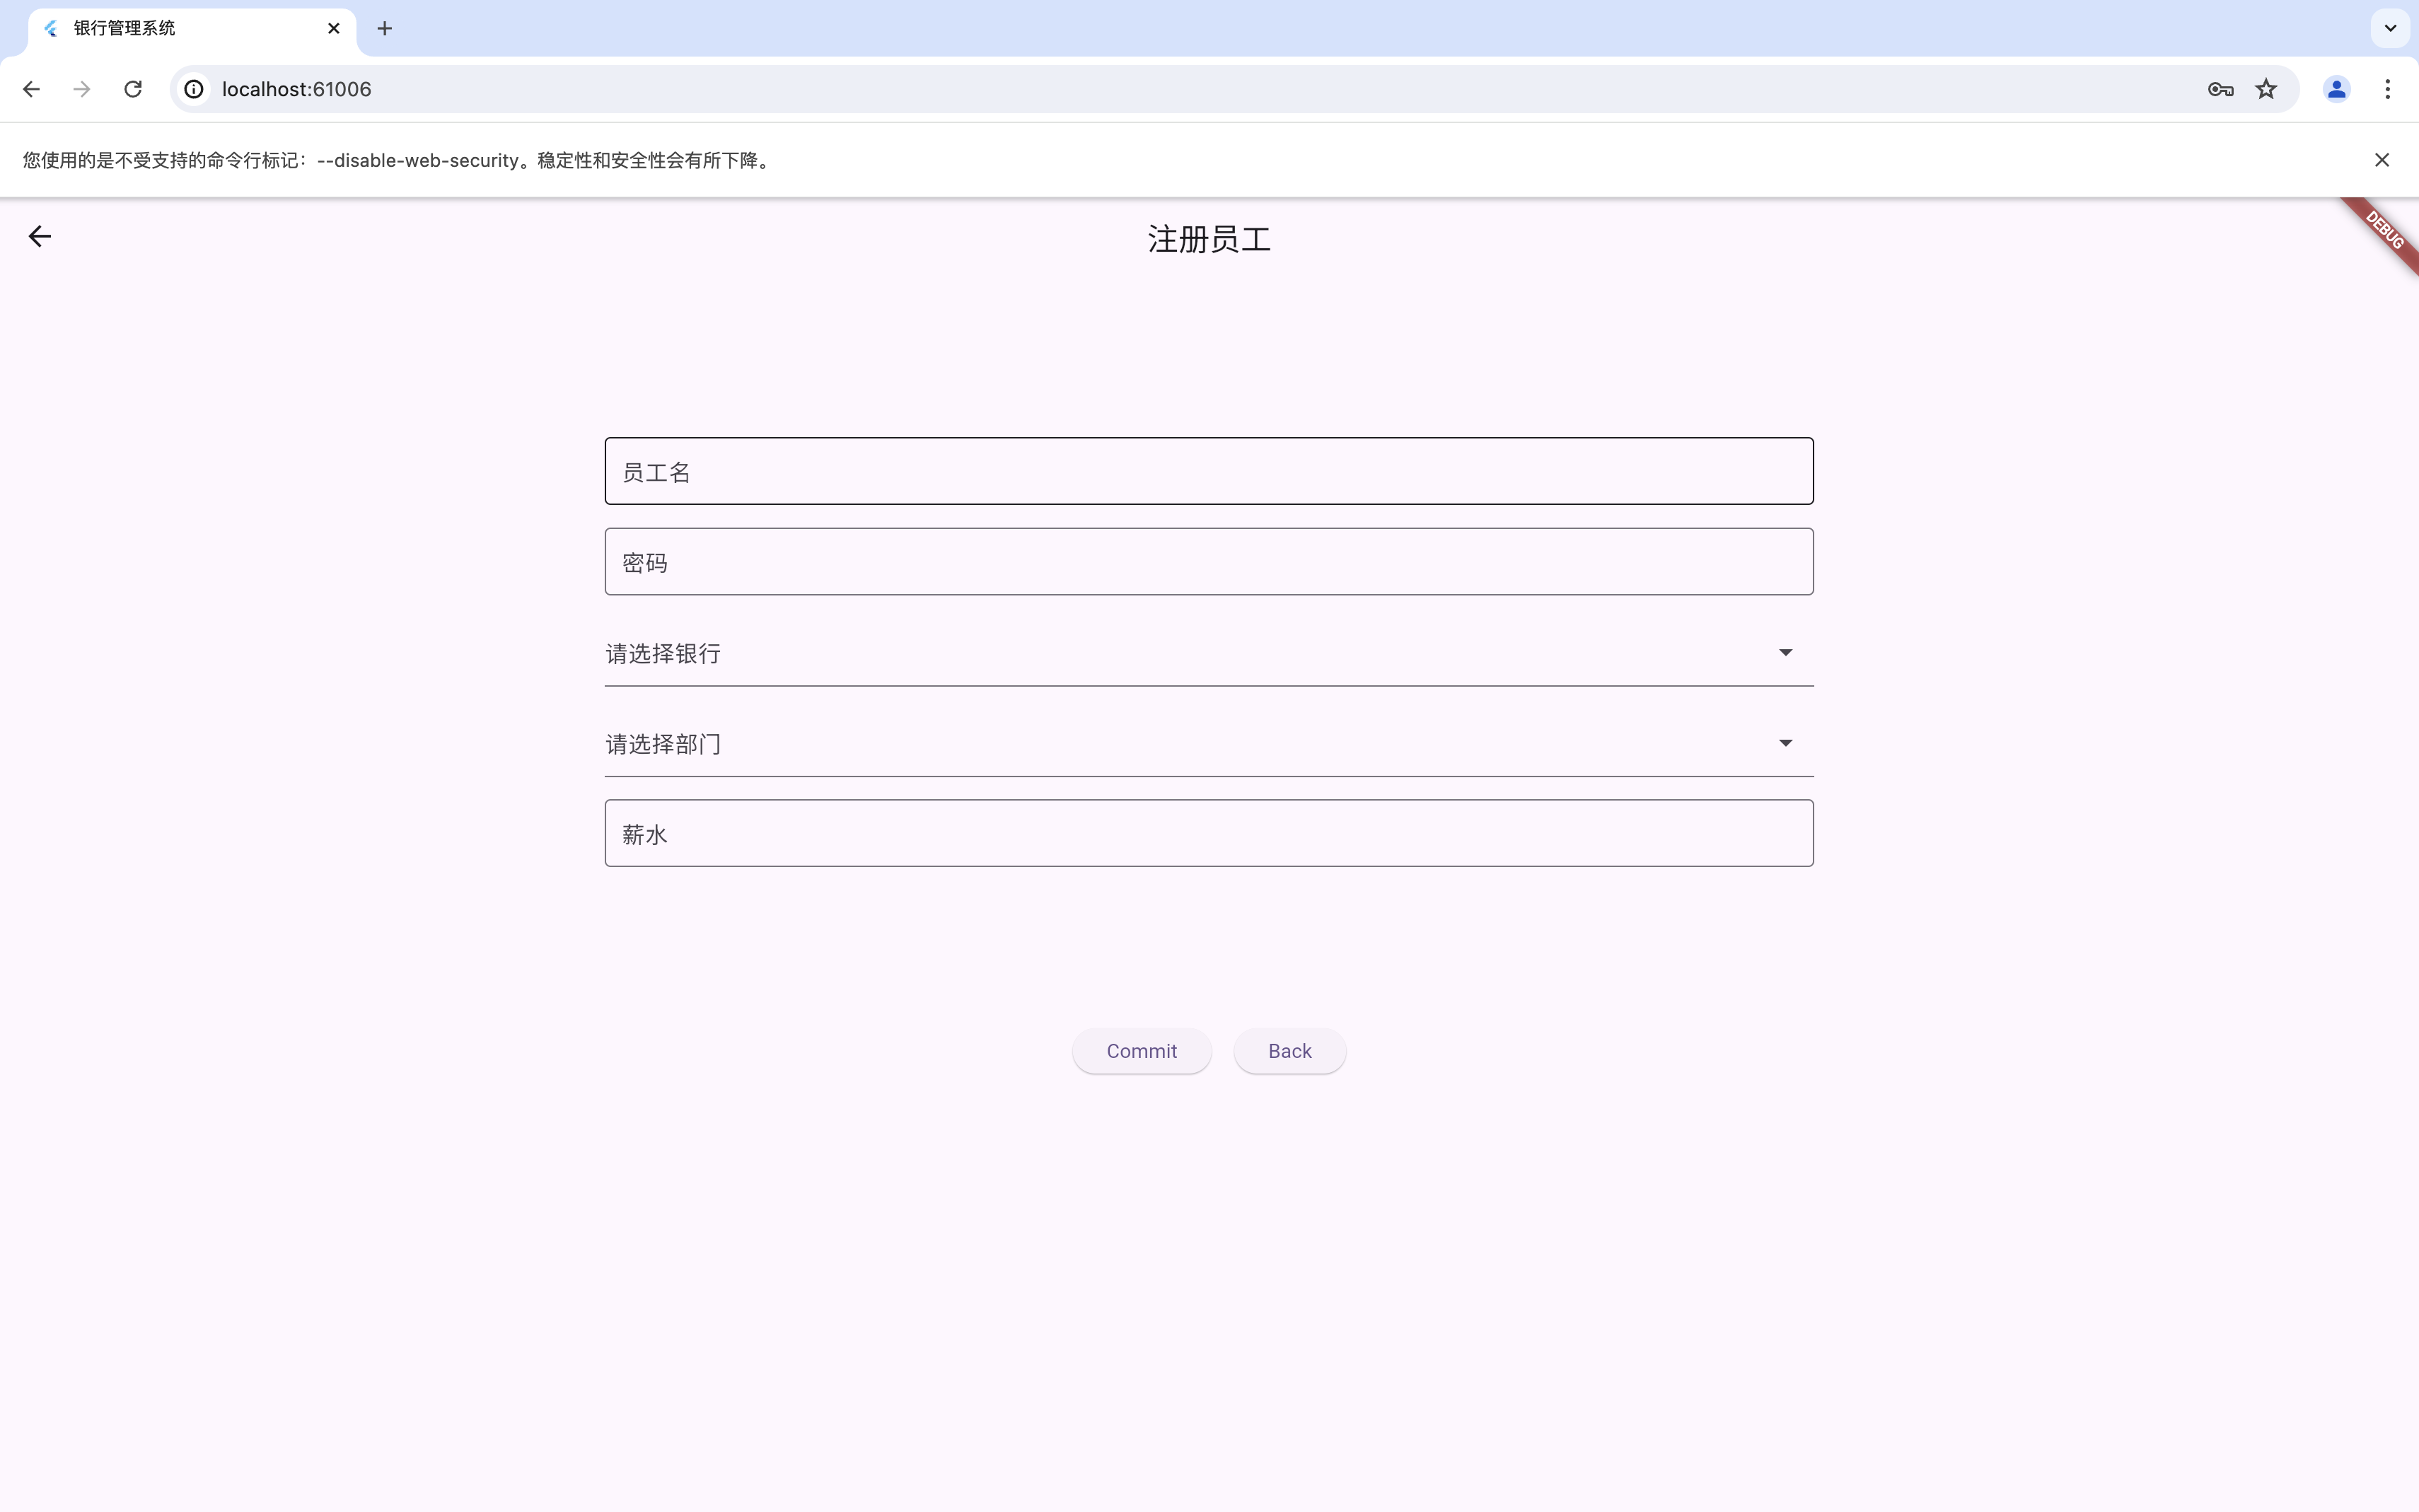 银行管理系统
localhost:61006
您使用的是不受支持的命令行标记：--disable-web-security。稳定性和安全性会有所下降。
注册员工
DEBUG
员工名
密码
请选择银行
请选择部门
薪水
Commit
Back